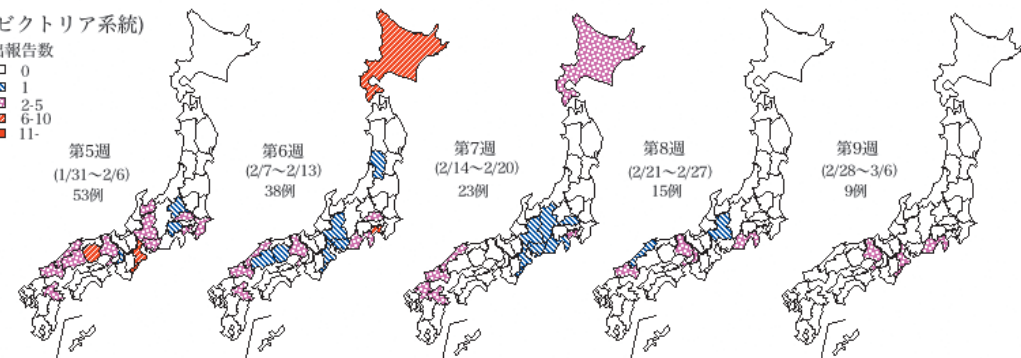 ビクトリア系統)
報告数
0
1
2-5
6-10
11-
第5週
(1/31〜2/6)
53例
第6週
(2/7〜2/13)
38例
第7週
(2/14〜2/20)
23例
第8週
(2/21〜2/27)
15例
第9週
(2/28〜3/6)
9例